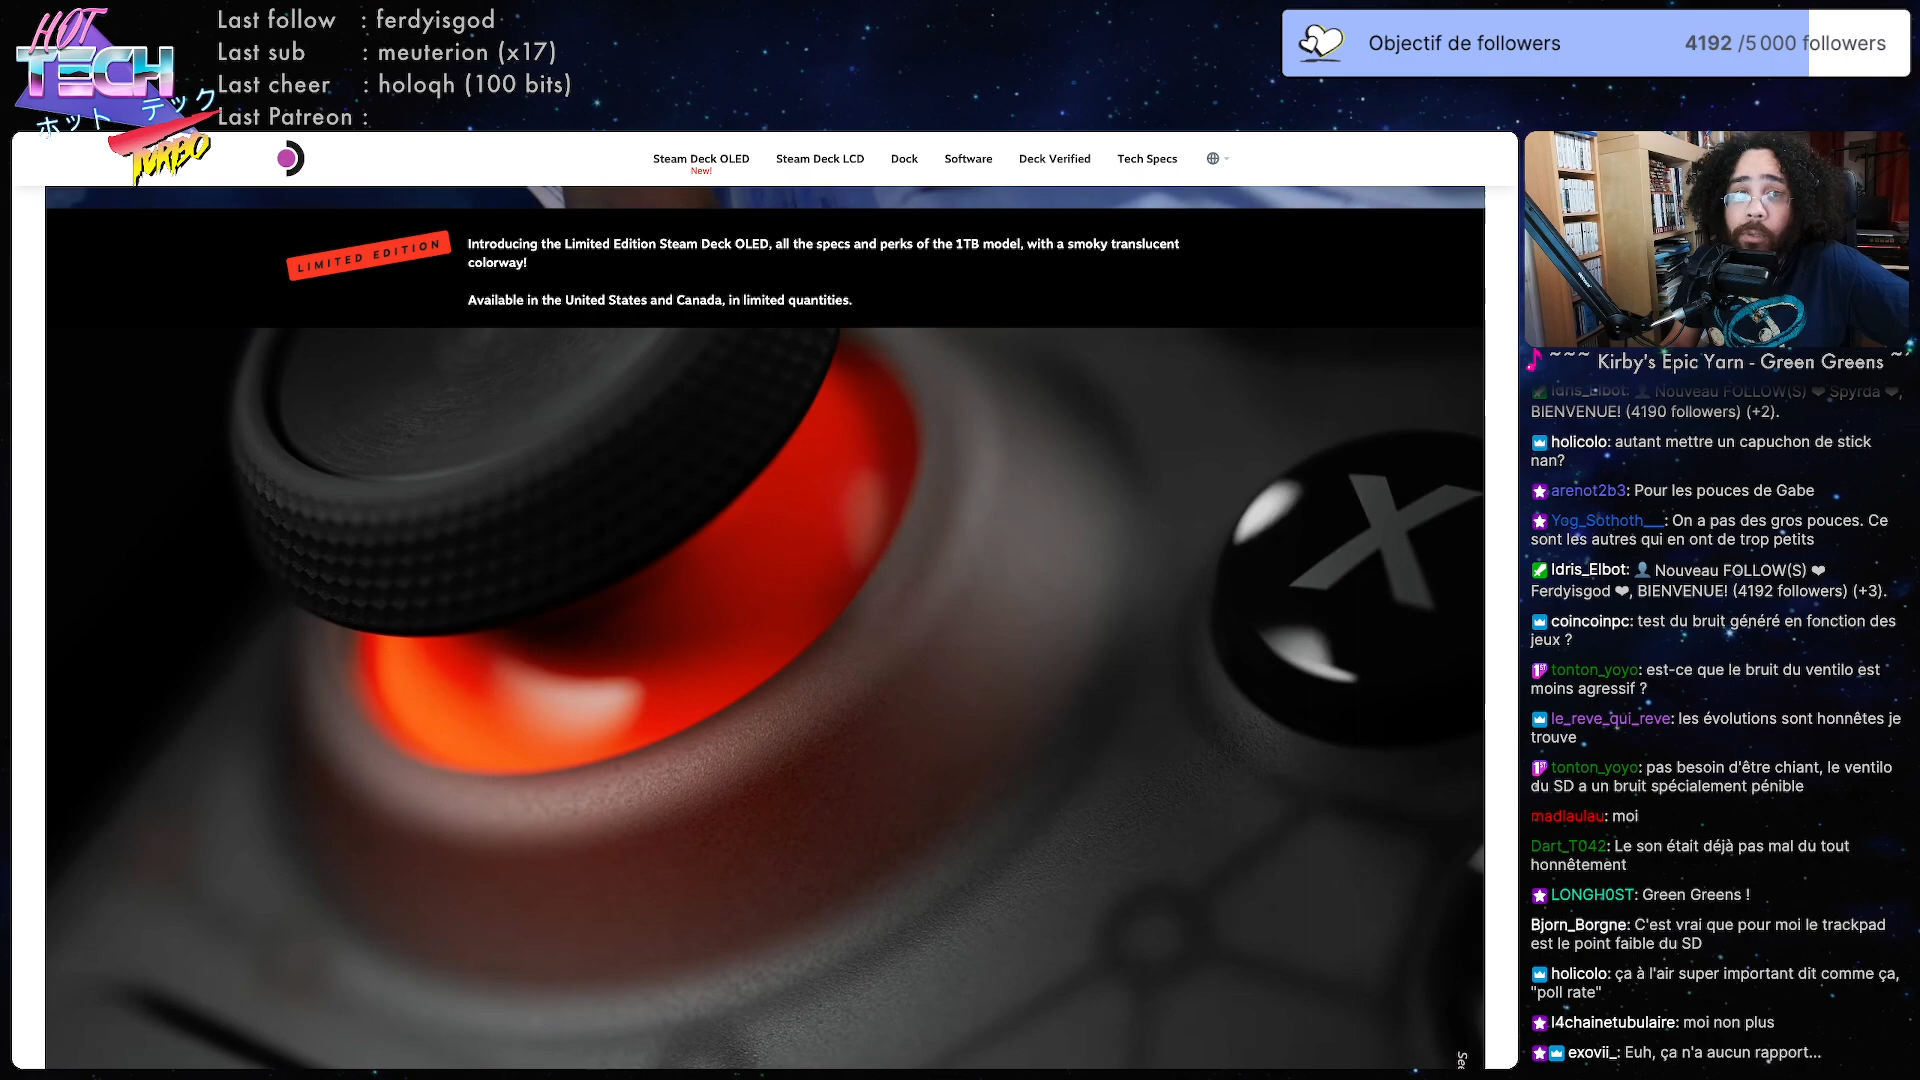 HOT
TECH
ホット テック
TURBO
Last follow : ferdyisgod
Last sub : meuterion (x17)
Last cheer : holoqh (100 bits)
Last Patreon :
Objectif de followers 4192 /5 000 followers
Steam Deck OLED Steam Deck LCD Dock Software Deck Verified Tech Specs
New!
LIMITED EDITION
Introducing the Limited Edition Steam Deck OLED, all the specs and perks of the 1TB model, with a smoky translucent
colorway!
Available in the United States and Canada, in limited quantities.
X
~~~ Kirby's Epic Yarn - Green Greens ~
Idris_Elbot: Nouveau FOLLOW(S) ❤ Spyrda ❤,
BIENVENUE! (4190 followers) (+2).
holicolo: autant mettre un capuchon de stick
nan?
arenot2b3: Pour les pouces de Gabe
Yog_Sothoth___: On a pas des gros pouces. Ce
sont les autres qui en ont de trop petits
Idris_Elbot: Nouveau FOLLOW(S) ❤
Ferdyisgod ❤, BIENVENUE! (4192 followers) (+3).
coincoinpc: test du bruit généré en fonction des
jeux ?
tonton_yoyo: est-ce que le bruit du ventilo est
moins agressif ?
le_reve_qui_reve: les évolutions sont honnêtes je
trouve
tonton_yoyo: pas besoin d'être chiant, le ventilo
du SD a un bruit spécialement pénible
madlaulau: moi
Dart_T042: Le son était déjà pas mal du tout
honnêtement
LONGH0ST: Green Greens !
Bjorn_Borgne: C'est vrai que pour moi le trackpad
est le point faible du SD
holicolo: ça à l'air super important dit comme ça,
"poll rate"
l4chainetubulaire: moi non plus
exovii_: Euh, ça n'a aucun rapport...